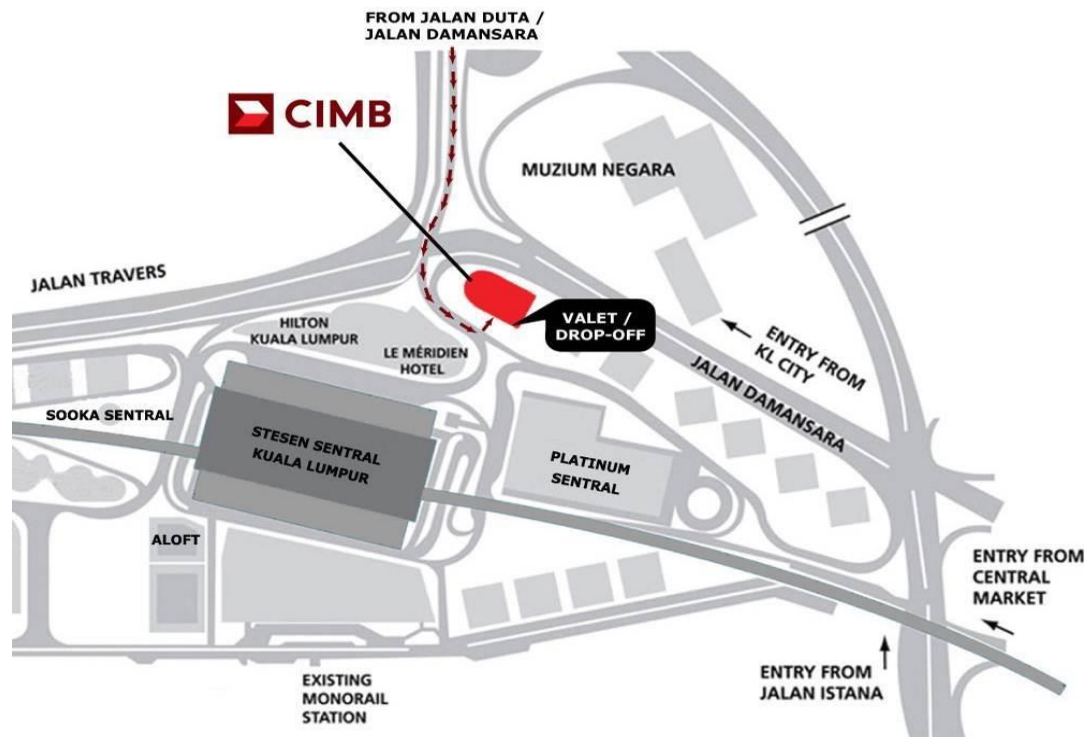 FROM JALAN DUTA /
JALAN DAMANSARA
CIMB
MUZIUM NEGARA
JALAN TRAVERS
VALET /
DROP-OFF
HILTON
KUALA LUMPUR
LE MÉRIDIEN
HOTEL
ENTRY FROM
KL CITY
JALAN DAMANSARA
SOOKA SENTRAL
STESEN SENTRAL
KUALA LUMPUR
PLATINUM
SENTRAL
ALOFT
ENTRY FROM
CENTRAL
MARKET
EXISTING
MONORAIL
STATION
ENTRY FROM
JALAN ISTANA